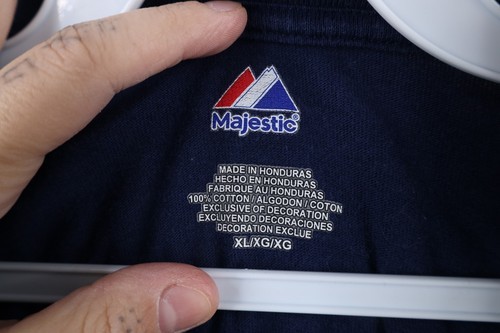 Majestic®
MADE IN HONDURAS
HECHO EN HONDURAS
FABRIQUE AU HONDURAS
100% COTTON / ALGODON / COTON
EXCLUSIVE OF DECORATION
EXCLUYENDO DECORACIONES
DECORATION EXCLUE
XL/XG/XG